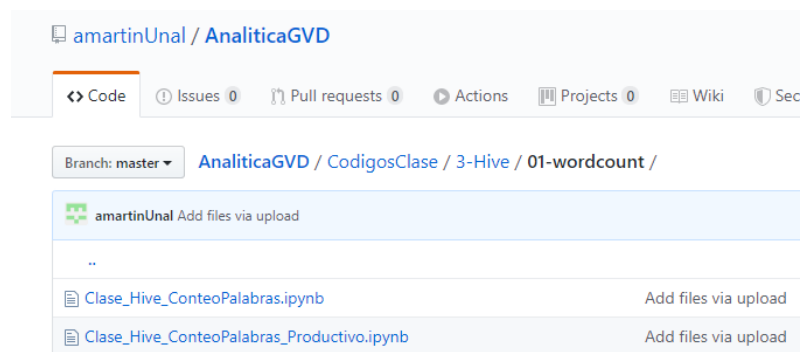 amartinUnal / AnaliticaGVD
Code Issues 0 Pull requests 0 Actions Projects 0 Wiki Sec
Branch: master AnaliticaGVD / CodigosClase / 3-Hive / 01-wordcount /
amartinUnal Add files via upload
..
Clase_Hive_ConteoPalabras.ipynb Add files via upload
Clase_Hive_ConteoPalabras_Productivo.ipynb Add files via upload